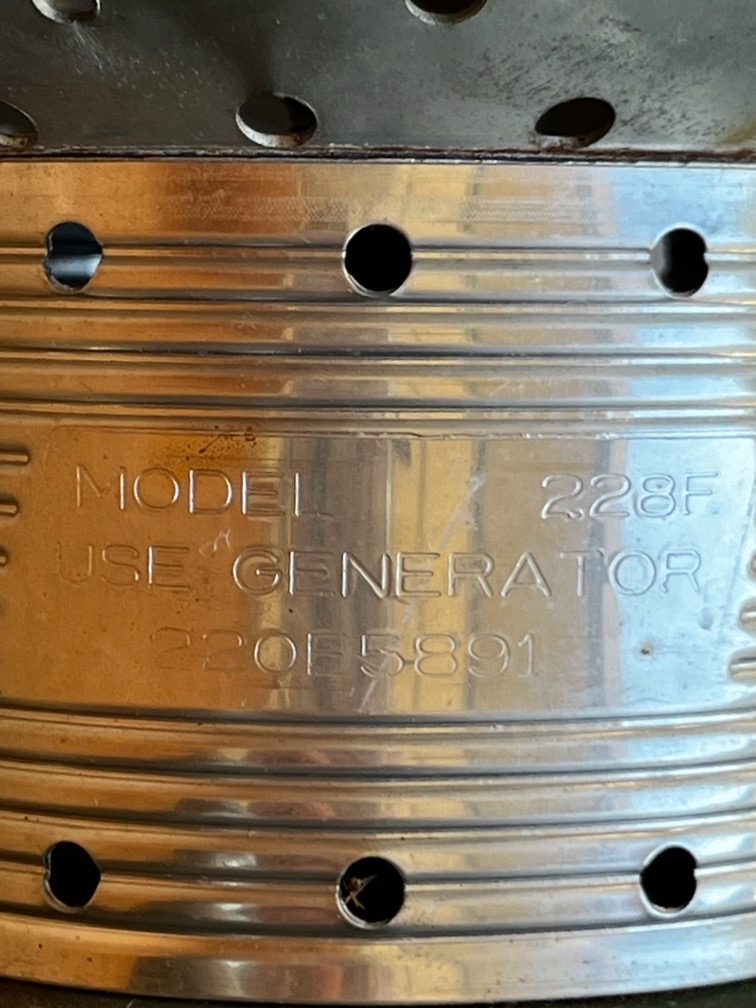 MODEL 228F
USE GENERATOR
220E5891